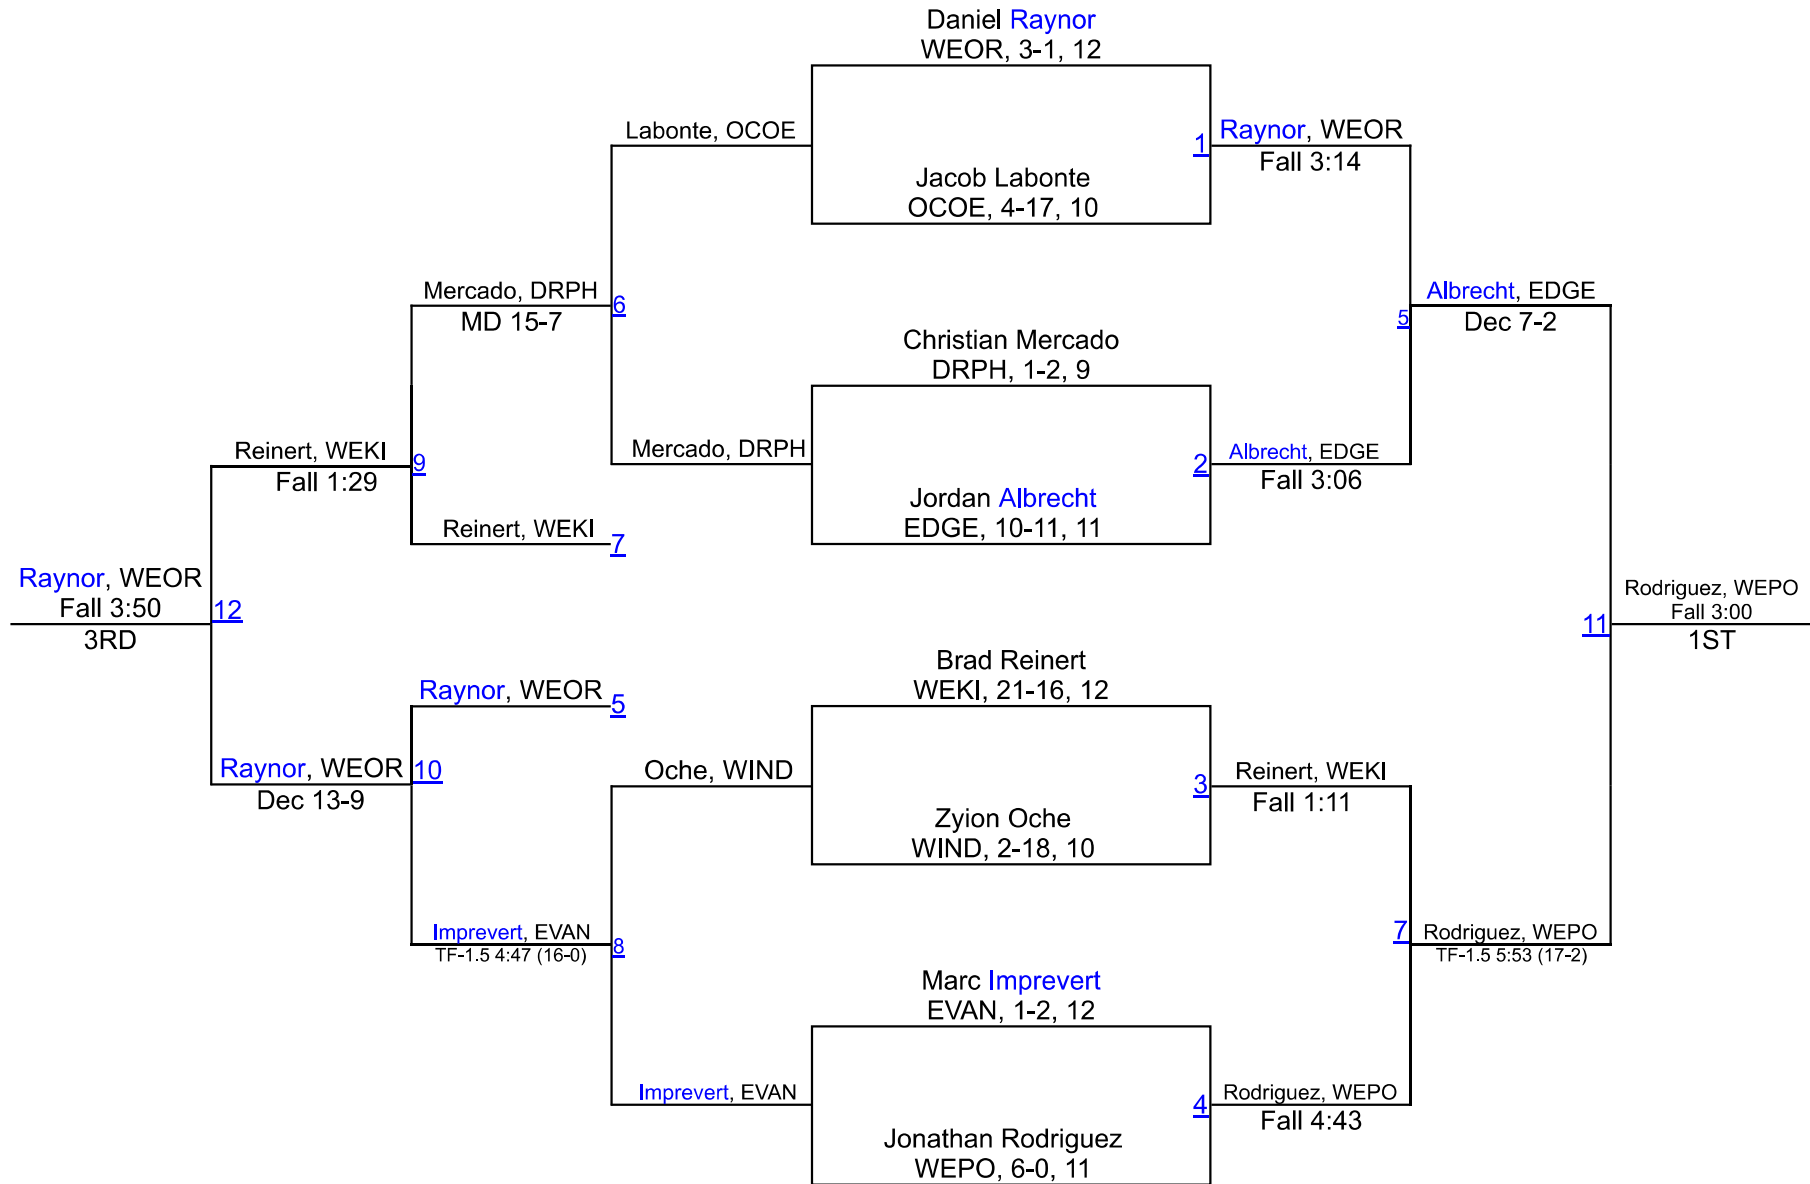 Daniel Raynor
WEOR, 3-1, 12
Labonte, OCOE
1
Raynor, WEOR
Fall 3:14
Jacob Labonte
OCOE, 4-17, 10
Mercado, DRPH
MD 15-7
6
Albrecht, EDGE
Dec 7-2
5
Christian Mercado
DRPH, 1-2, 9
Reinert, WEKI
Fall 1:29
9
Mercado, DRPH
2
Albrecht, EDGE
Fall 3:06
Jordan Albrecht
EDGE, 10-11, 11
Reinert, WEKI
7
Raynor, WEOR
Fall 3:50
3RD
12
Rodriguez, WEPO
Fall 3:00
1ST
11
Brad Reinert
WEKI, 21-16, 12
Raynor, WEOR
5
Raynor, WEOR
Dec 13-9
10
Oche, WIND
3
Reinert, WEKI
Fall 1:11
Zyion Oche
WIND, 2-18, 10
Imprevert, EVAN
TF-1.5 4:47 (16-0)
8
7
Rodriguez, WEPO
TF-1.5 5:53 (17-2)
Marc Imprevert
EVAN, 1-2, 12
Imprevert, EVAN
4
Rodriguez, WEPO
Fall 4:43
Jonathan Rodriguez
WEPO, 6-0, 11